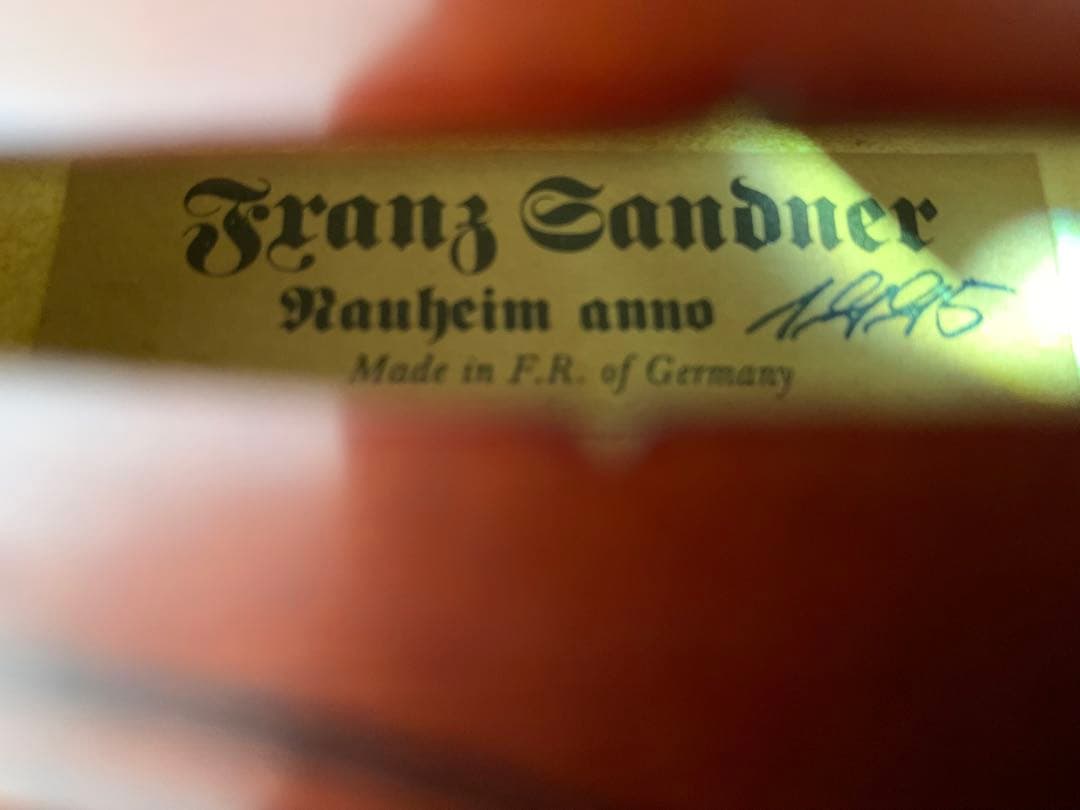 Franz Sandner
Nauheim anno 1995
Made in F.R. of Germany